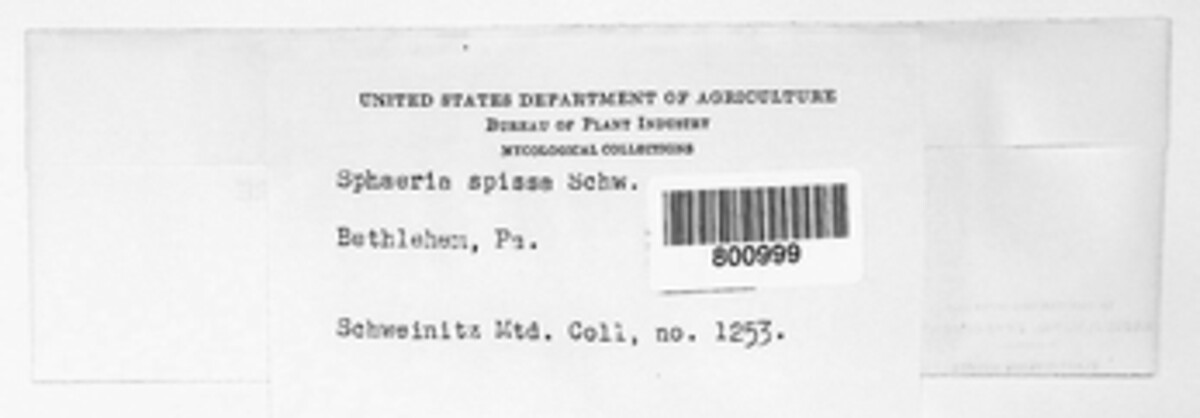 UNITED STATES DEPARTMENT OF AGRICULTURE
BUREAU OF PLANT INDUSTRY
MYCOLOGICAL COLLECTIONS
Sphaeria spissa Schw.
Bethlehem, Pa.
800999
Schweinitz Mtd. Coll, no. 1253.